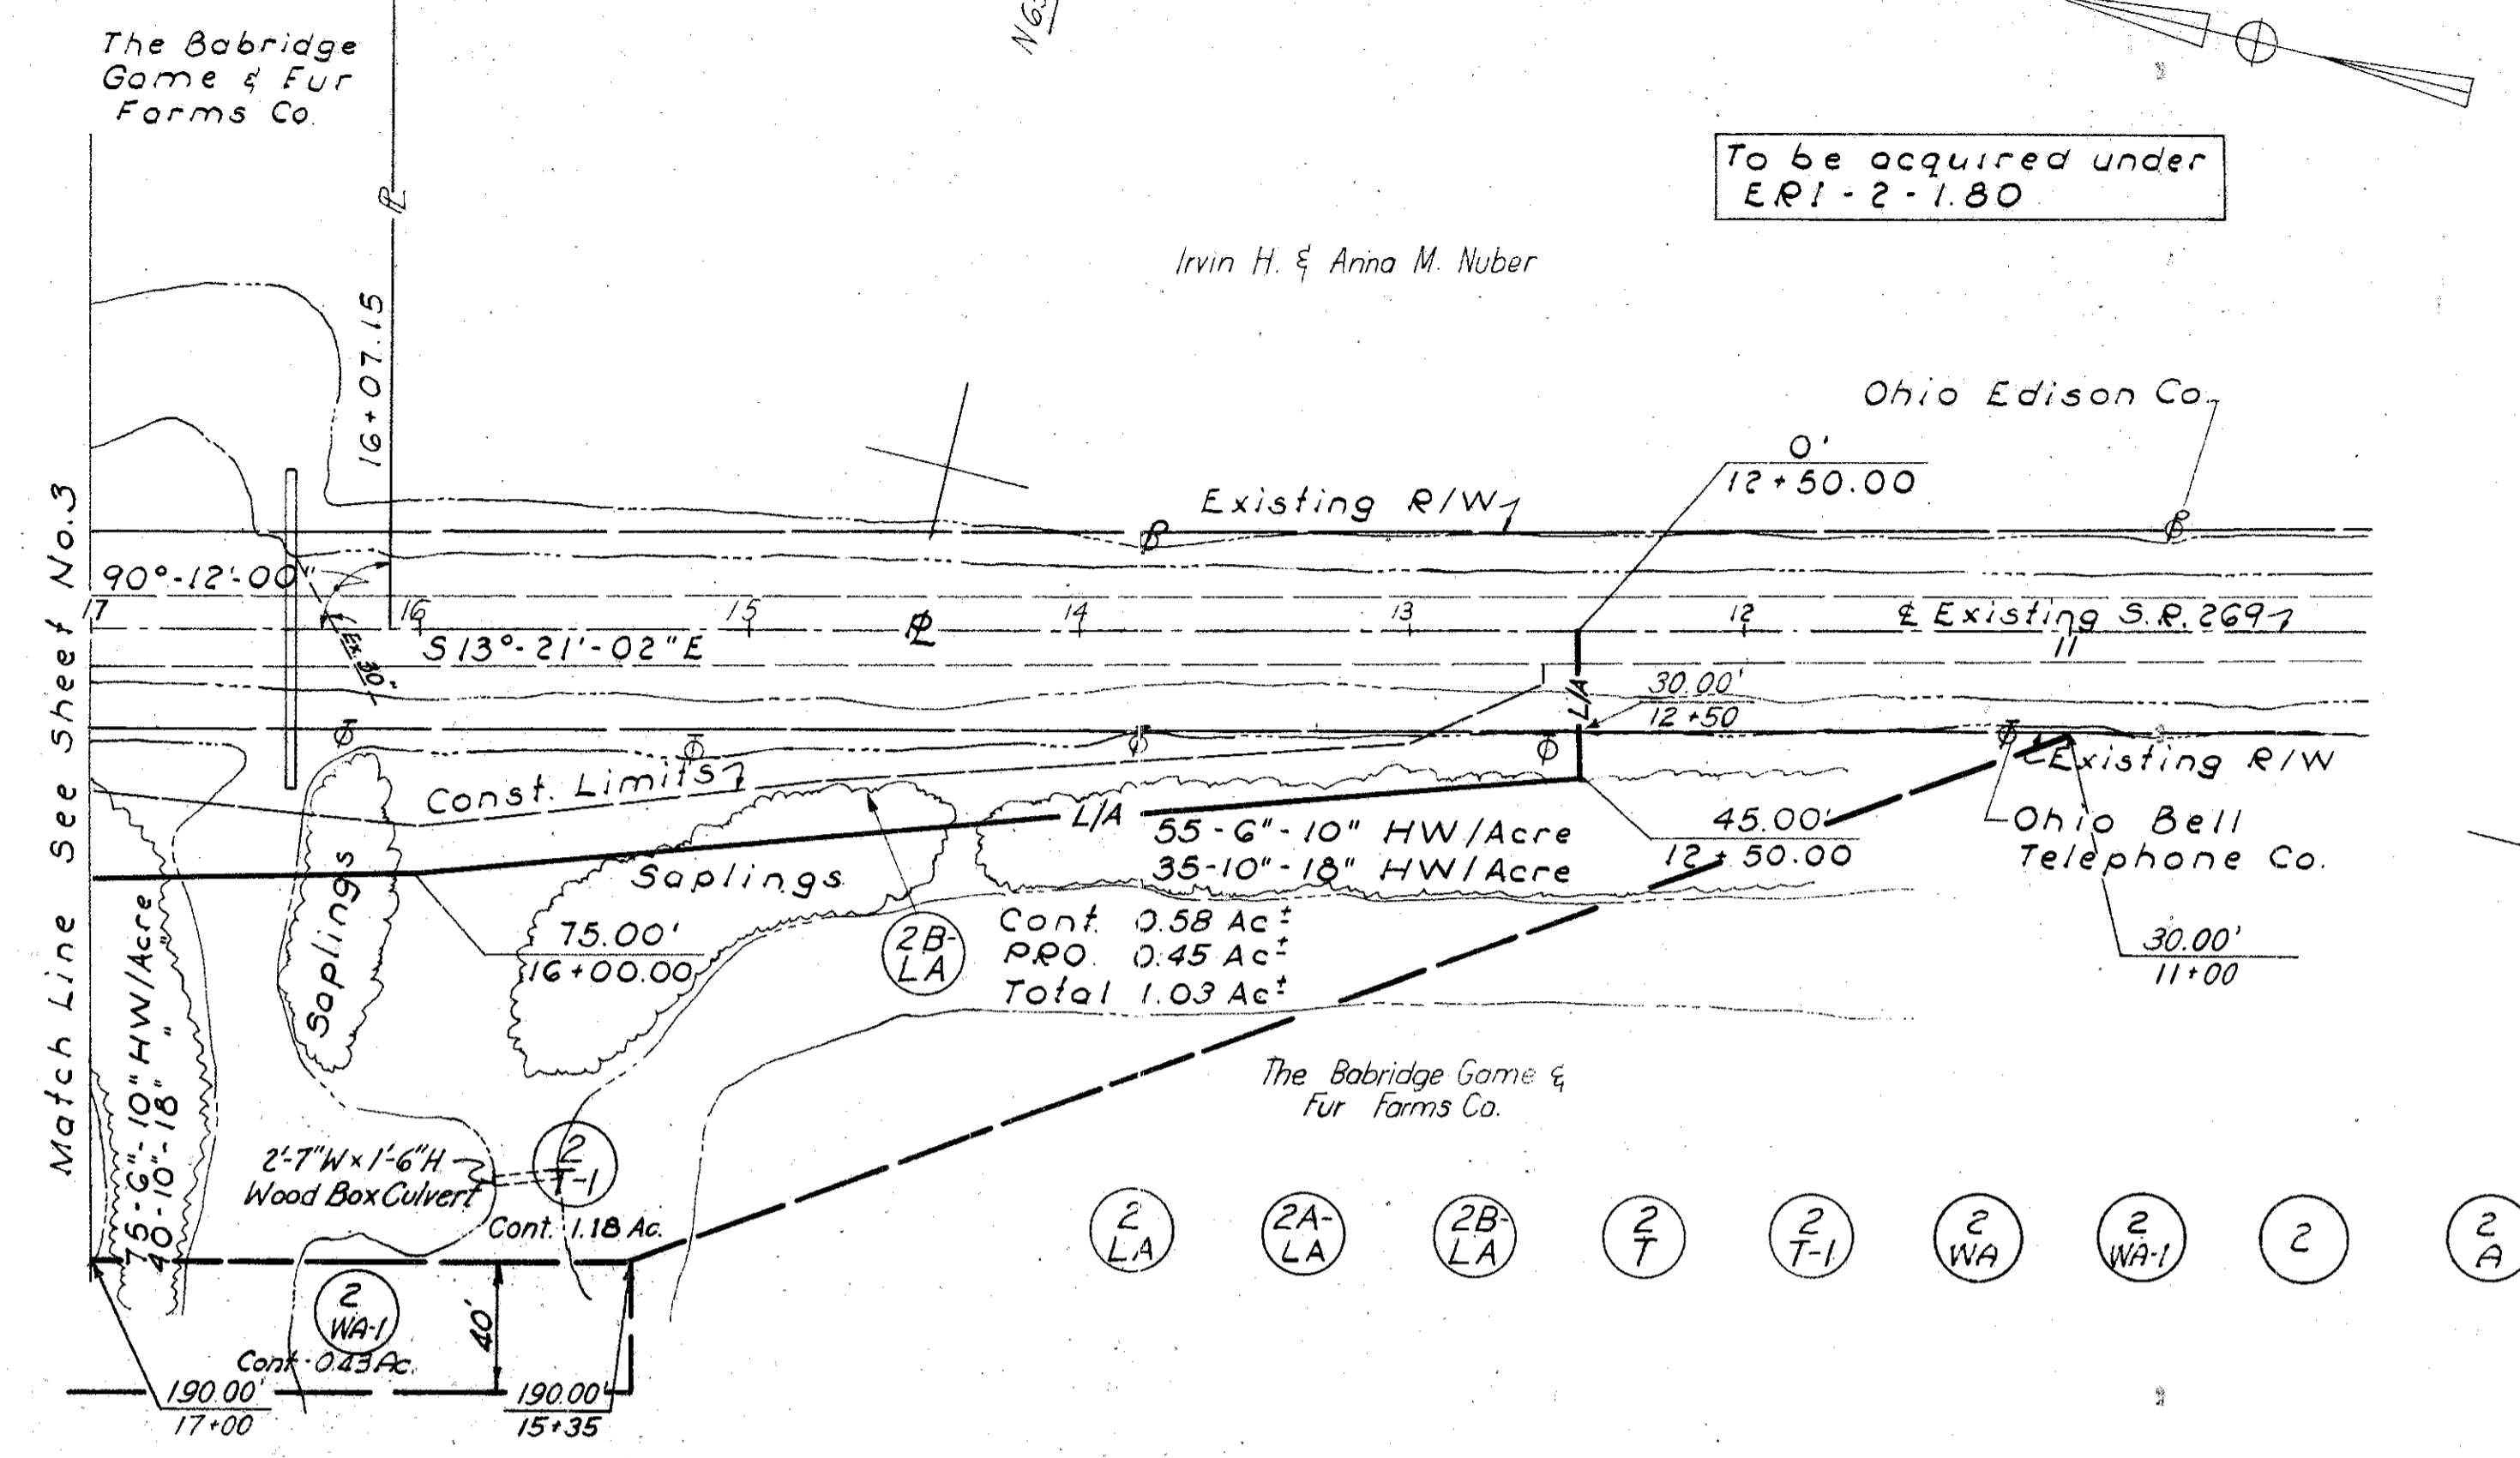 The Babridge
Game & Fur
Farms Co.
N63
To be acquired under
ERI - 2 - 1.80
Irvin H. & Anna M. Nuber
16+07.15
Ohio Edison Co.
0'
12+50.00
Existing R/W
90°-12'-00"
17 16 15 14 13 12 11
℄ Existing S.R. 269
S 13°-21'-02" E
Ex. 30"
L/A
30.00'
12+50
Existing R/W
Const. Limits
L/A
55-6"-10" HW/Acre
35-10"-18" HW/Acre
45.00'
12+50.00
Ohio Bell
Telephone Co.
30.00'
11+00
Saplings
Saplings
75.00'
16+00.00
2B-
LA
Cont. 0.58 Ac±
PRO. 0.45 Ac±
Total 1.03 Ac±
Match Line See Sheet No.3
75-6"-10" HW/Acre
40-10"-18" " "
The Babridge Game &
Fur Farms Co.
2'-7"W x 1'-6"H
Wood Box Culvert
2
T-1
Cont. 1.18 Ac.
2
WA-1
Cont. 0.43 Ac.
40'
190.00'
17+00
190.00'
15+35
2
LA
2A-
LA
2B-
LA
2
T
2
T-1
2
WA
2
WA-1
2
2
A